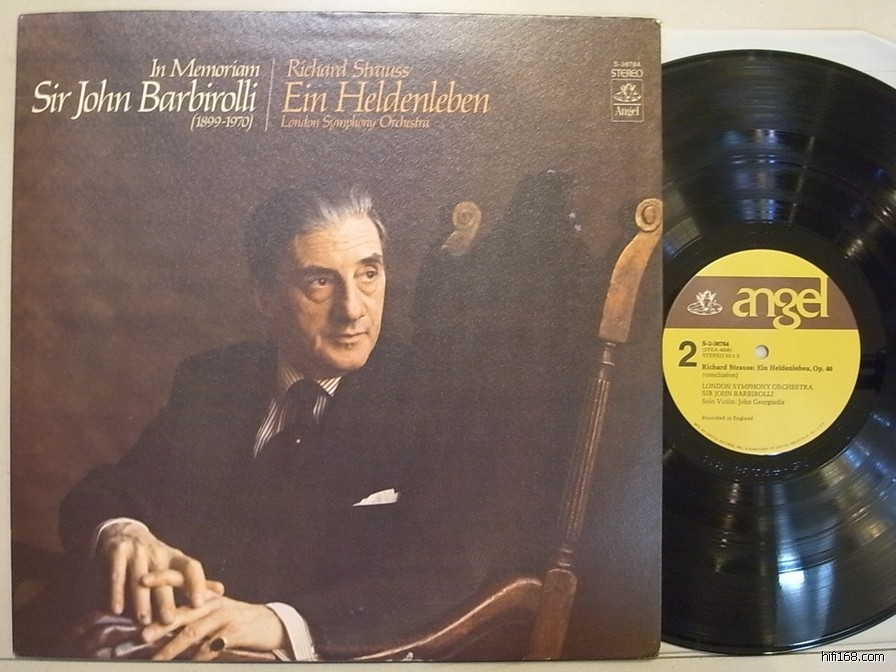 In Memoriam
Sir John Barbirolli
(1899-1970)
Richard Strauss
Ein Heldenleben
London Symphony Orchestra
S-36764
STEREO
Angel
angel
2
STEREO
Richard Strauss: Ein Heldenleben, Op. 40
(conclusion)
LONDON SYMPHONY ORCHESTRA
SIR JOHN BARBIROLLI
Solo Violin: John Georgiadis
Recorded in England
hifi168.com